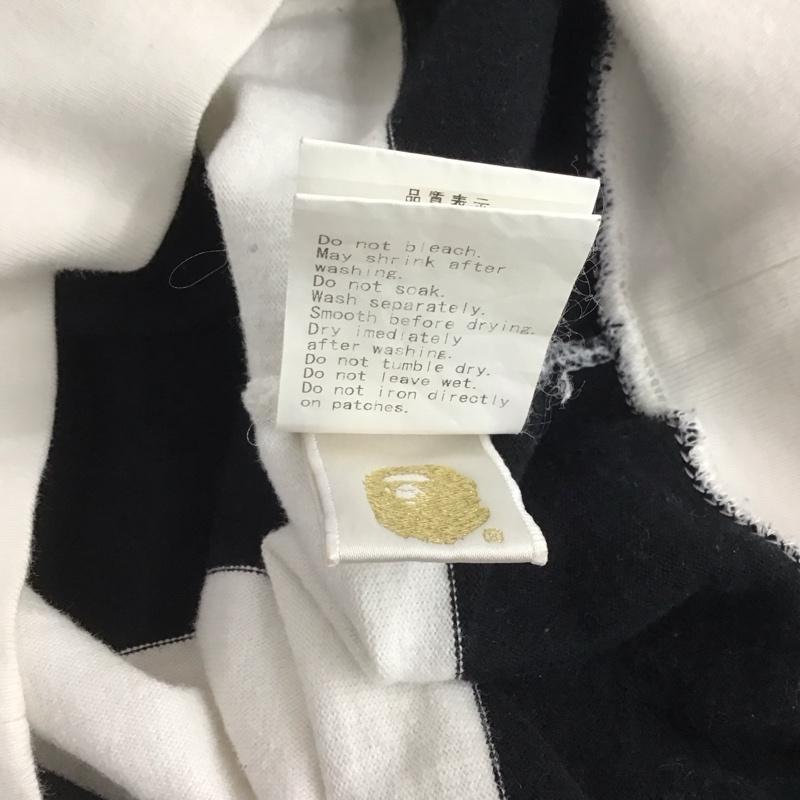 品質表示
Do not bleach.
May shrink after
washing.
Do not soak.
Wash separately.
Smooth before drying.
Dry imediately
after washing.
Do not tumble dry.
Do not leave wet.
Do not iron directly
on patches.